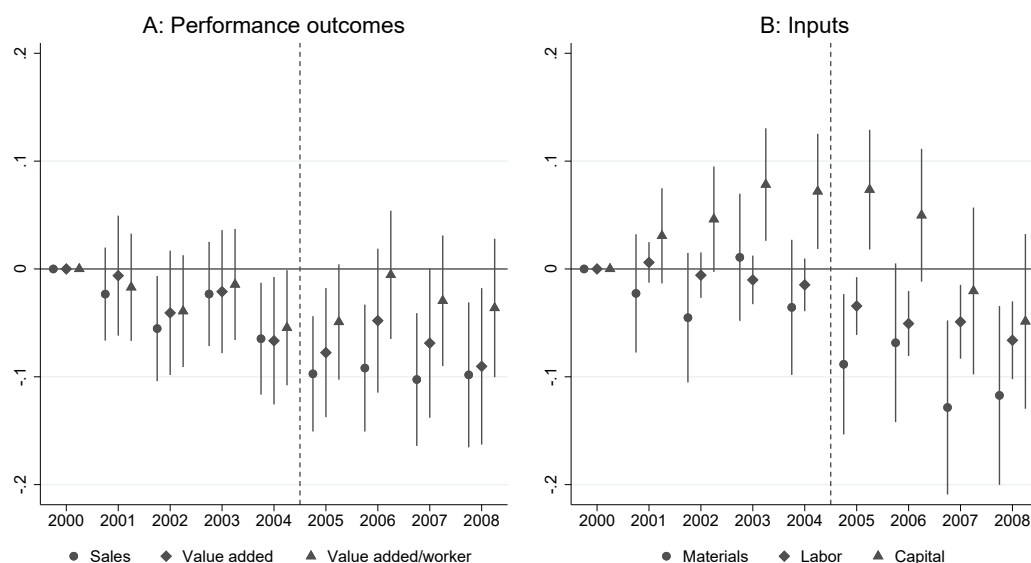 A: Performance outcomes
.2
.1
0
-.1
-.2
2000 2001 2002 2003 2004 2005 2006 2007 2008
Sales Value added Value added/worker
B: Inputs
.2
.1
0
-.1
-.2
2000 2001 2002 2003 2004 2005 2006 2007 2008
Materials Labor Capital